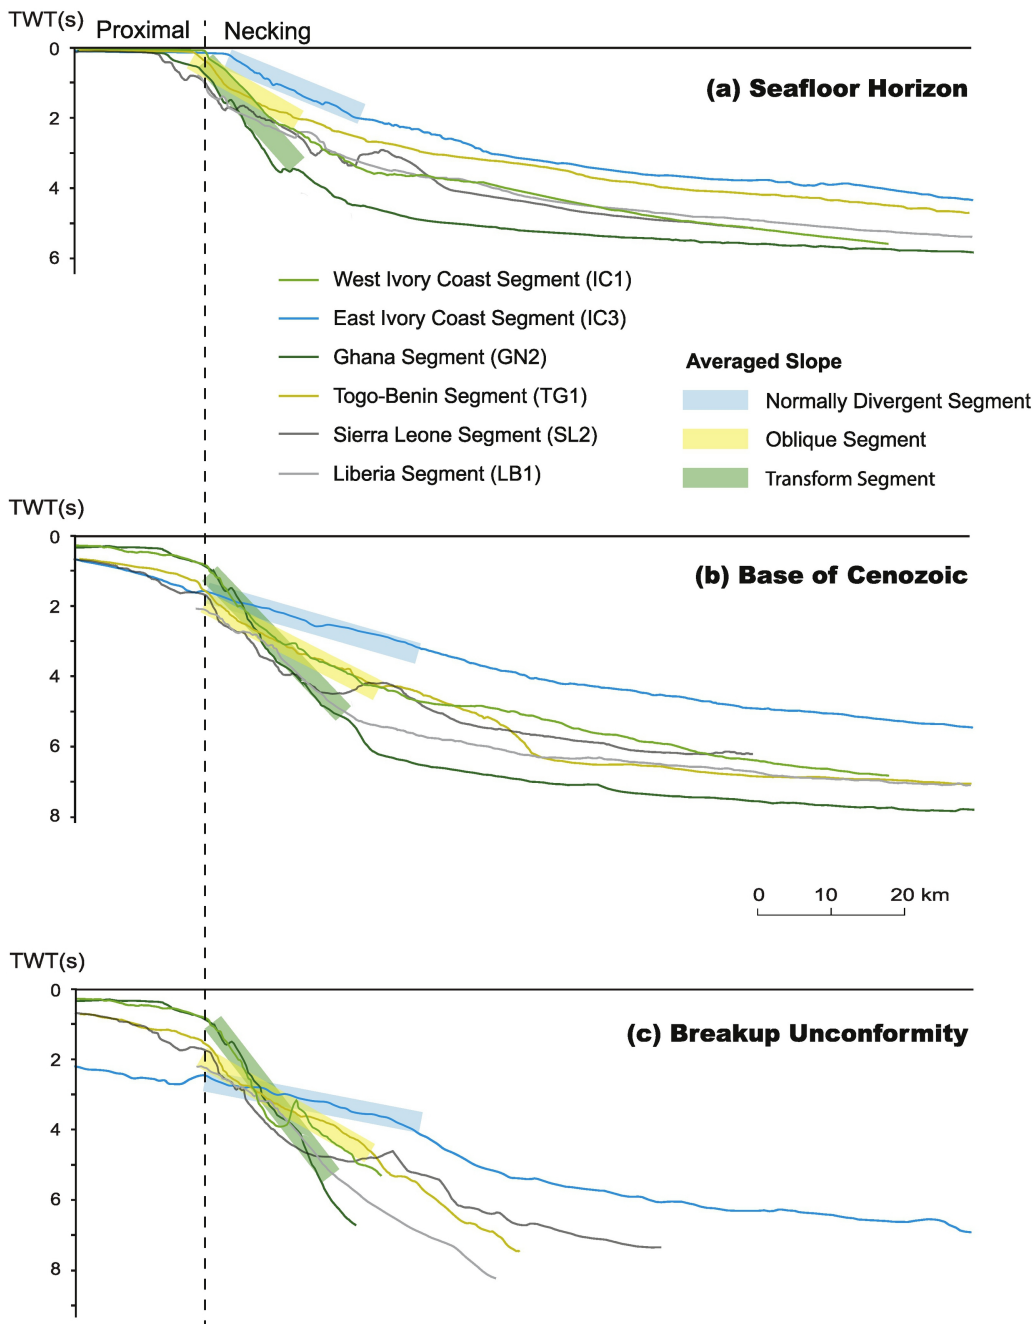 TWT(s)
Proximal
Necking
0
2
4
6
(a) Seafloor Horizon
West Ivory Coast Segment (IC1)
East Ivory Coast Segment (IC3)
Ghana Segment (GN2)
Togo-Benin Segment (TG1)
Sierra Leone Segment (SL2)
Liberia Segment (LB1)
Averaged Slope
Normally Divergent Segment
Oblique Segment
Transform Segment
TWT(s)
0
2
4
6
8
(b) Base of Cenozoic
0 10 20 km
TWT(s)
0
2
4
6
8
(c) Breakup Unconformity